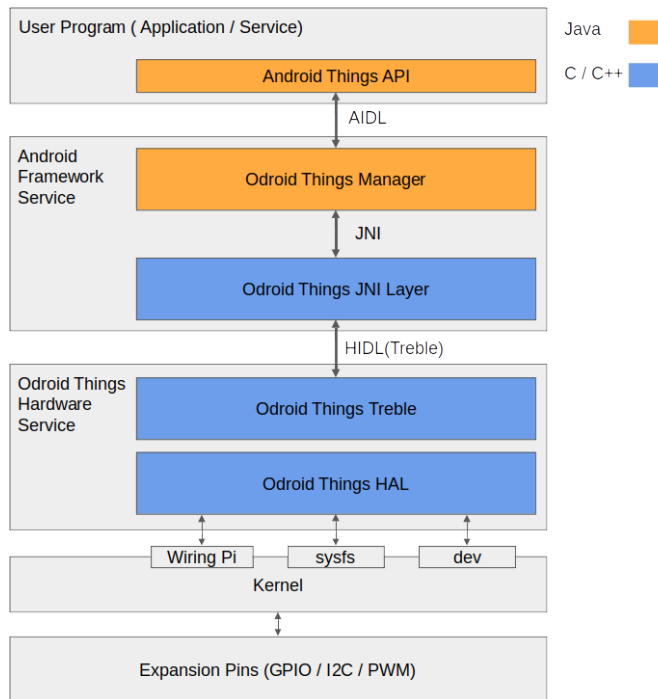 User Program ( Application / Service)
Java
Android Things API
C / C++
AIDL
Android
Framework
Service
Odroid Things Manager
JNI
Odroid Things JNI Layer
HIDL(Treble)
Odroid Things
Hardware
Service
Odroid Things Treble
Odroid Things HAL
Wiring Pi
sysfs
dev
Kernel
Expansion Pins (GPIO / I2C / PWM)